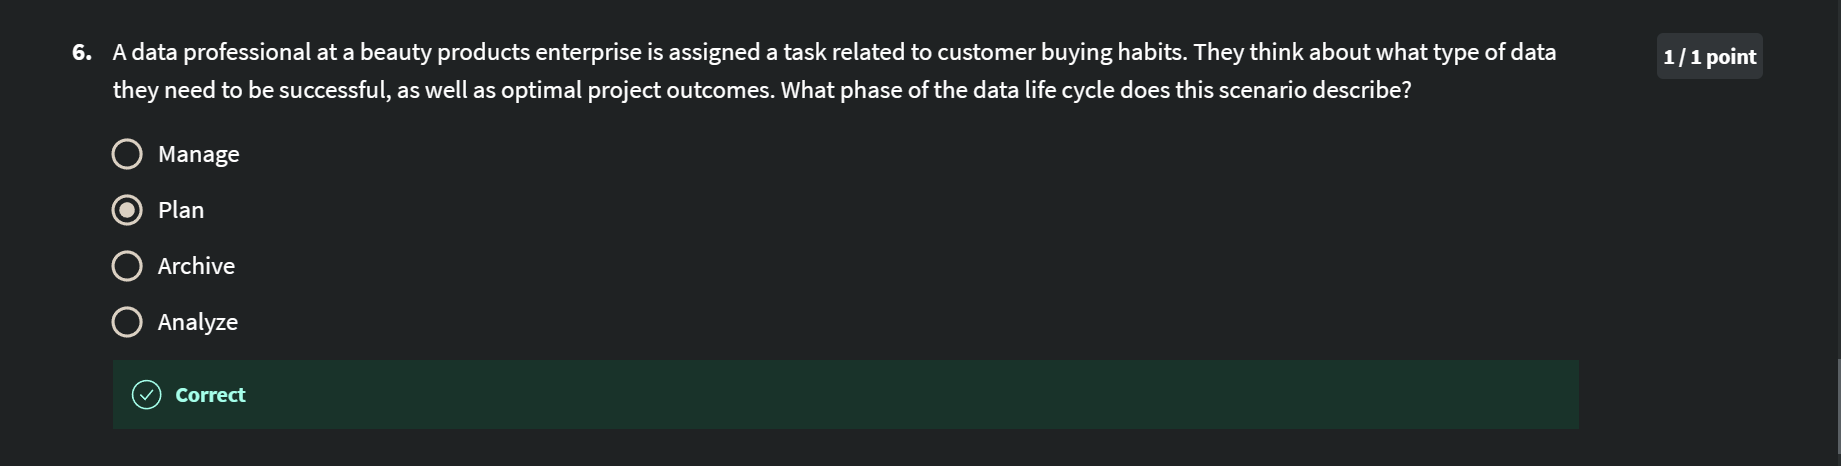 6. A data professional at a beauty products enterprise is assigned a task related to customer buying habits. They think about what type of data
they need to be successful, as well as optimal project outcomes. What phase of the data life cycle does this scenario describe?
1 / 1 point
Manage
Plan
Archive
Analyze
Correct